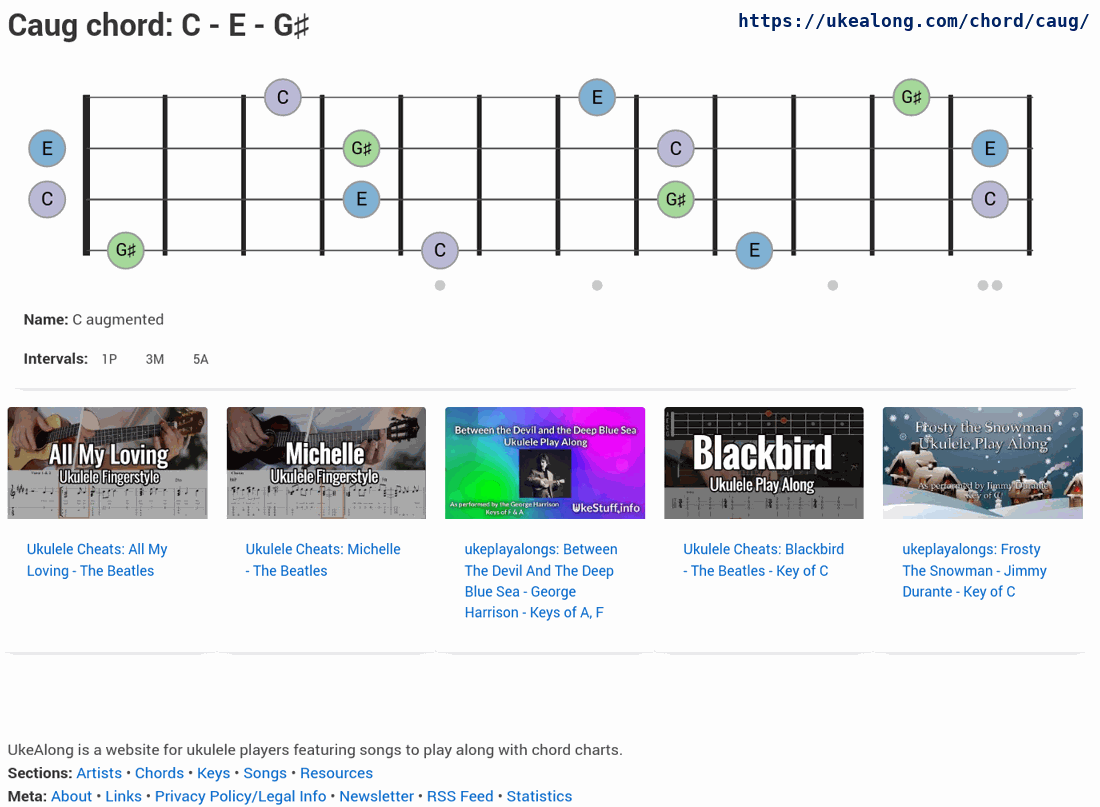 Caug chord: C - E - G♯
https://ukealong.com/chord/caug/
C E G♯
E G♯ C E
C E G♯ C
G♯ C E
Name: C augmented
Intervals: 1P 3M 5A
All My Loving
Ukulele Fingerstyle
Michelle
Ukulele Fingerstyle
Between the Devil and the Deep Blue Sea
Ukulele Play Along
As performed by the George Harrison
Keys of F & A
UkeStuff.info
Blackbird
Ukulele Play Along
Frosty the Snowman
Ukulele Play Along
As performed by Jimmy Durante
Key of C
Ukulele Cheats: All My
Loving - The Beatles
Ukulele Cheats: Michelle
- The Beatles
ukeplayalongs: Between
The Devil And The Deep
Blue Sea - George
Harrison - Keys of A, F
Ukulele Cheats: Blackbird
- The Beatles - Key of C
ukeplayalongs: Frosty
The Snowman - Jimmy
Durante - Key of C
UkeAlong is a website for ukulele players featuring songs to play along with chord charts.
Sections: Artists • Chords • Keys • Songs • Resources
Meta: About • Links • Privacy Policy/Legal Info • Newsletter • RSS Feed • Statistics